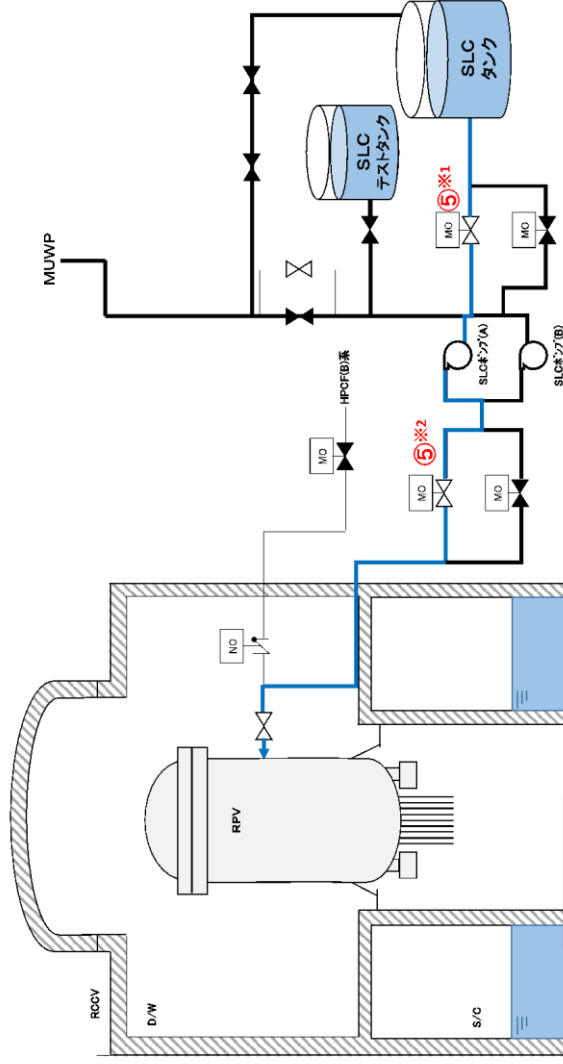 RCCV
D/W
S/C
RPV
NO
MO
HPCF(B)系
MUWP
SLC
テストタンク
SLC
タンク
MO
⑤※1
MO
SLCポンプ(A)
SLCポンプ(B)
MO
⑤※2
MO